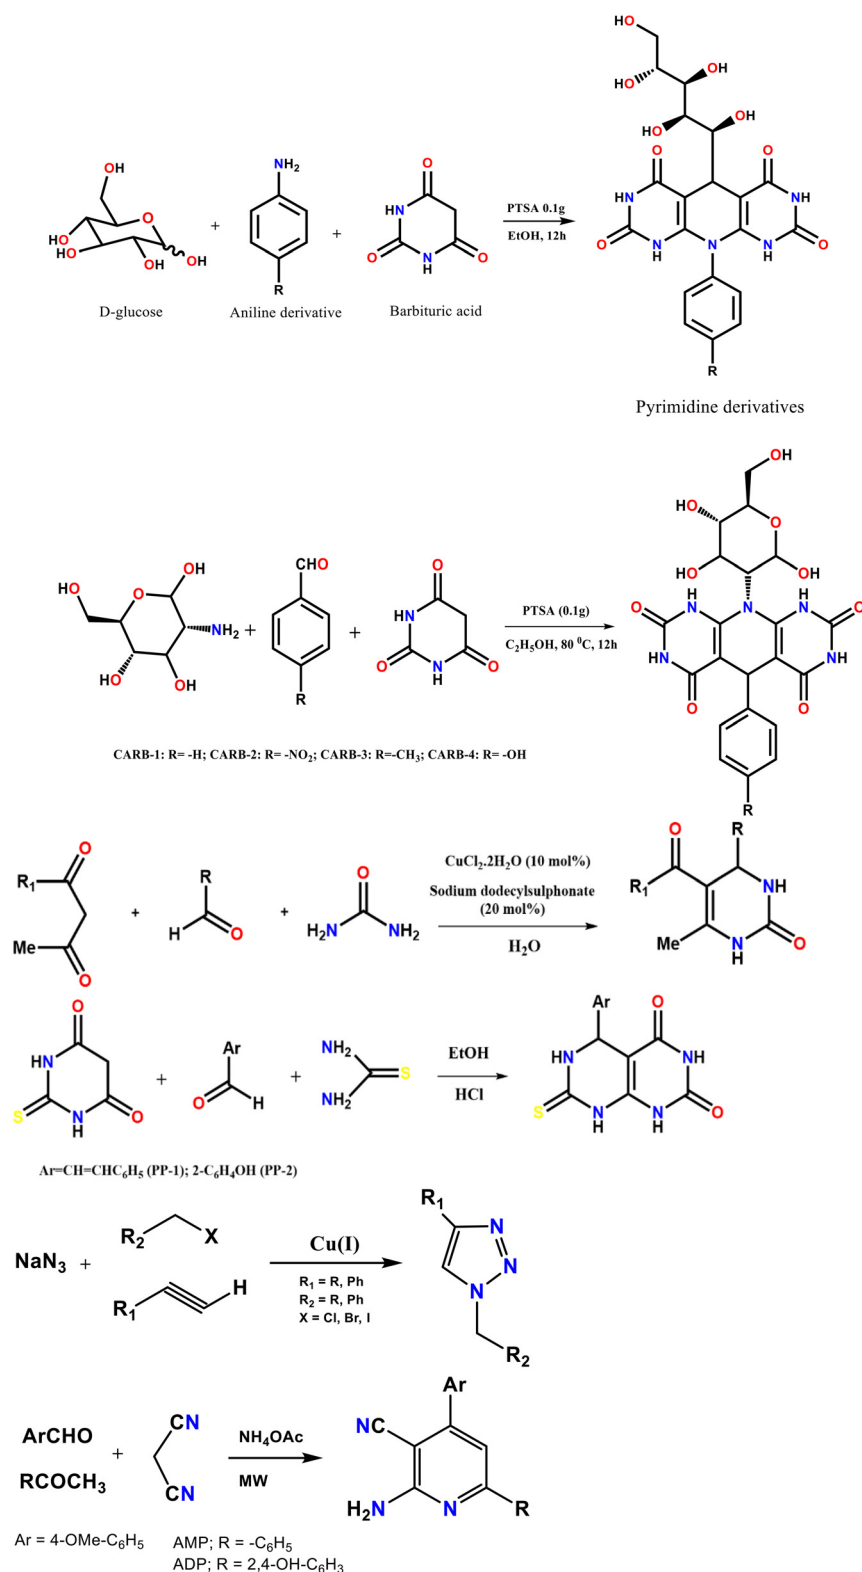 HO
OH
HO
OH
HO
OH
O
O
HN
NH
O
N
H
N
N
H
O
R
OH
O
HO
HO
OH
OH
+
NH₂
R
+
O
HN
O
N
H
O
PTSA 0.1g
EtOH, 12h
D-glucose
Aniline derivative
Barbituric acid
Pyrimidine derivatives
HO
OH
O
NH₂
HO
OH
+
CHO
R
+
O
HN
O
N
H
O
PTSA (0.1g)
C₂H₅OH, 80 ⁰C, 12h
OH
HO
O
HO
HO
H
N
N
H
N
O
O
HN
NH
O
O
R
CARB-1: R= -H; CARB-2: R= -NO₂; CARB-3: R=-CH₃; CARB-4: R= -OH
O
R₁
Me
O
+
R
H
O
+
O
H₂N
NH₂
CuCl₂.2H₂O (10 mol%)
Sodium dodecylsulphonate
(20 mol%)
H₂O
O
R
R₁
NH
Me
N
H
O
O
HN
S
N
H
O
+
Ar
O
H
+
NH₂
S
NH₂
EtOH
HCl
Ar
O
HN
NH
S
N
H
N
H
O
Ar=CH=CHC₆H₅ (PP-1); 2-C₆H₄OH (PP-2)
NaN₃
+
R₂
X
R₁
H
Cu(I)
R₁ = R, Ph
R₂ = R, Ph
X = Cl, Br, I
R₁
N
N
N
R₂
ArCHO
+
RCOCH₃
CN
CN
NH₄OAc
MW
Ar
NC
H₂N
N
R
Ar = 4-OMe-C₆H₅
AMP; R = -C₆H₅
ADP; R = 2,4-OH-C₆H₃